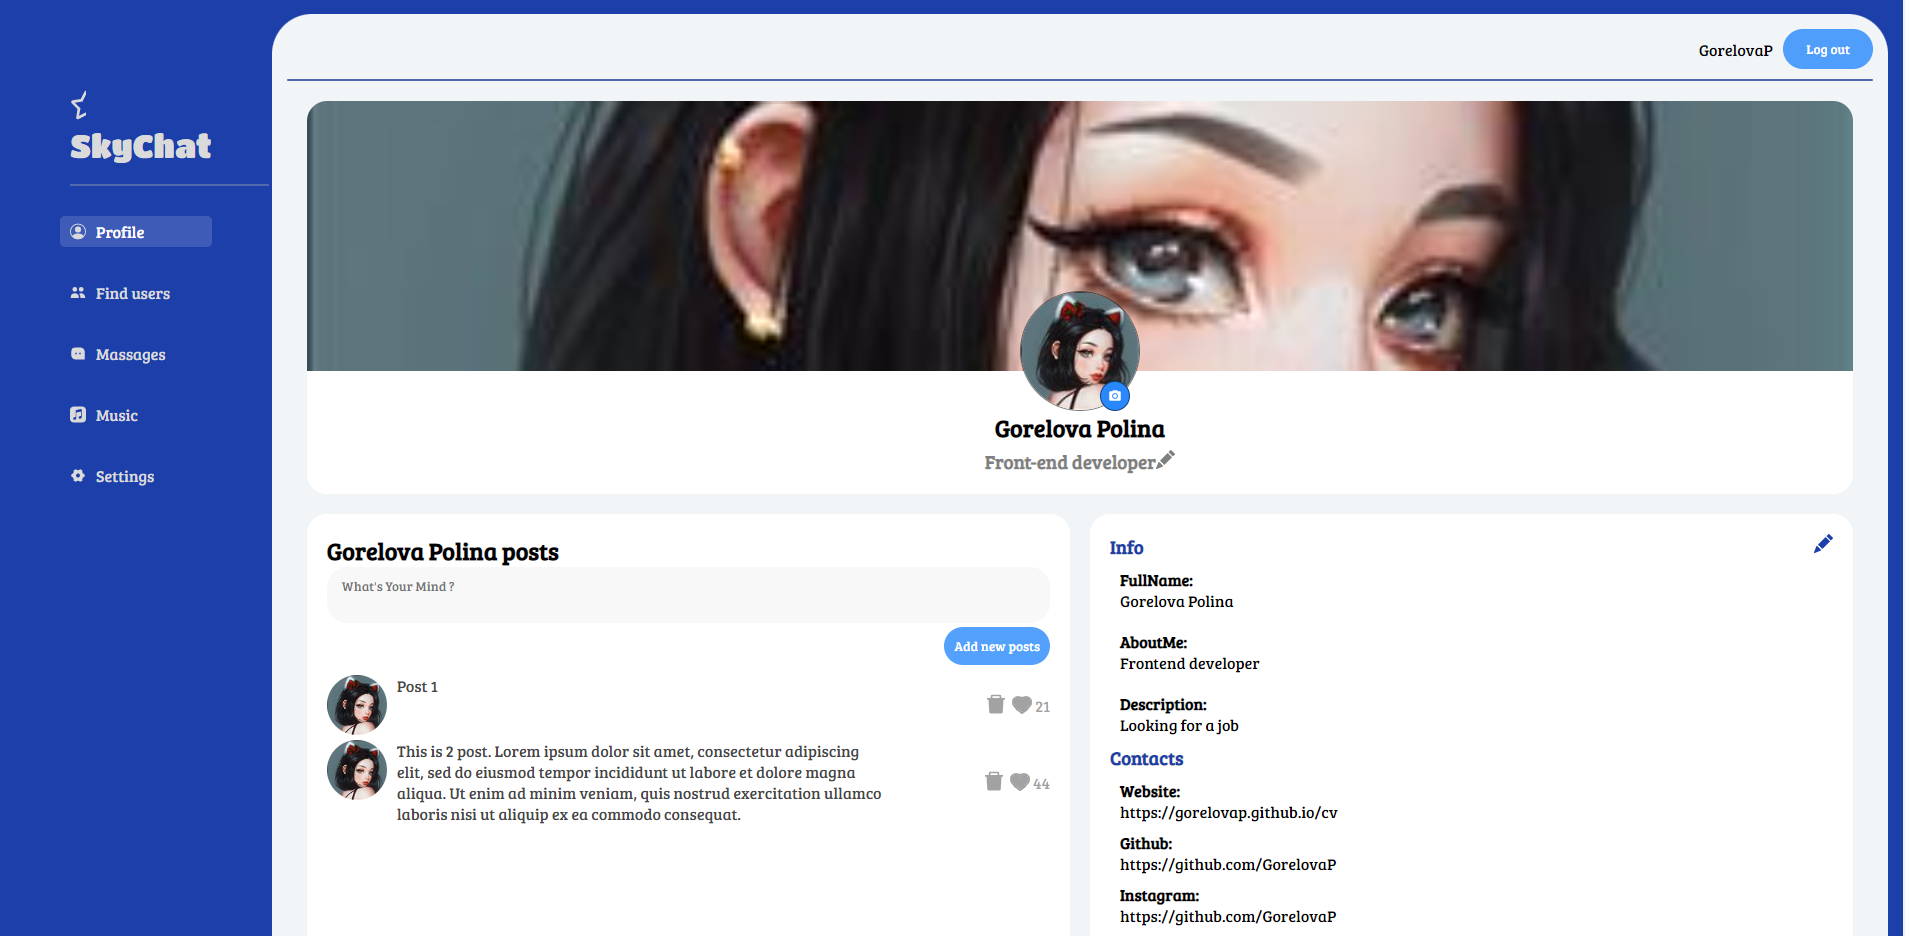 GorelovaP
Log out
SkyChat
Profile
Find users
Massages
Music
Settings
Gorelova Polina
Front-end developer
Gorelova Polina posts
What's Your Mind ?
Add new posts
Post 1
21
This is 2 post. Lorem ipsum dolor sit amet, consectetur adipiscing
elit, sed do eiusmod tempor incididunt ut labore et dolore magna
aliqua. Ut enim ad minim veniam, quis nostrud exercitation ullamco
laboris nisi ut aliquip ex ea commodo consequat.
44
Info
FullName:
Gorelova Polina
AboutMe:
Frontend developer
Description:
Looking for a job
Contacts
Website:
https://gorelovap.github.io/cv
Github:
https://github.com/GorelovaP
Instagram:
https://github.com/GorelovaP